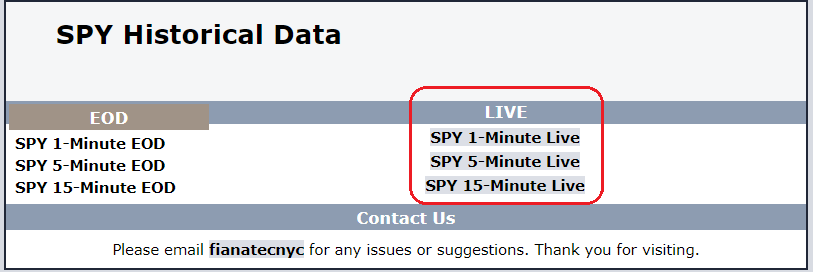 SPY Historical Data
EOD
LIVE
SPY 1-Minute EOD
SPY 1-Minute Live
SPY 5-Minute EOD
SPY 5-Minute Live
SPY 15-Minute EOD
SPY 15-Minute Live
Contact Us
Please email fianatecnyc for any issues or suggestions. Thank you for visiting.